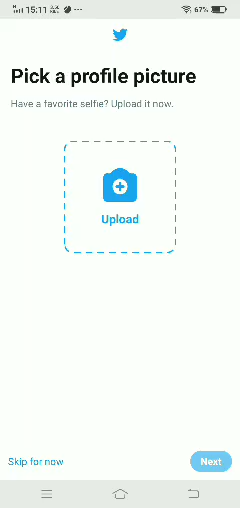 15:11
67%
Pick a profile picture
Have a favorite selfie? Upload it now.
Upload
Skip for now
Next